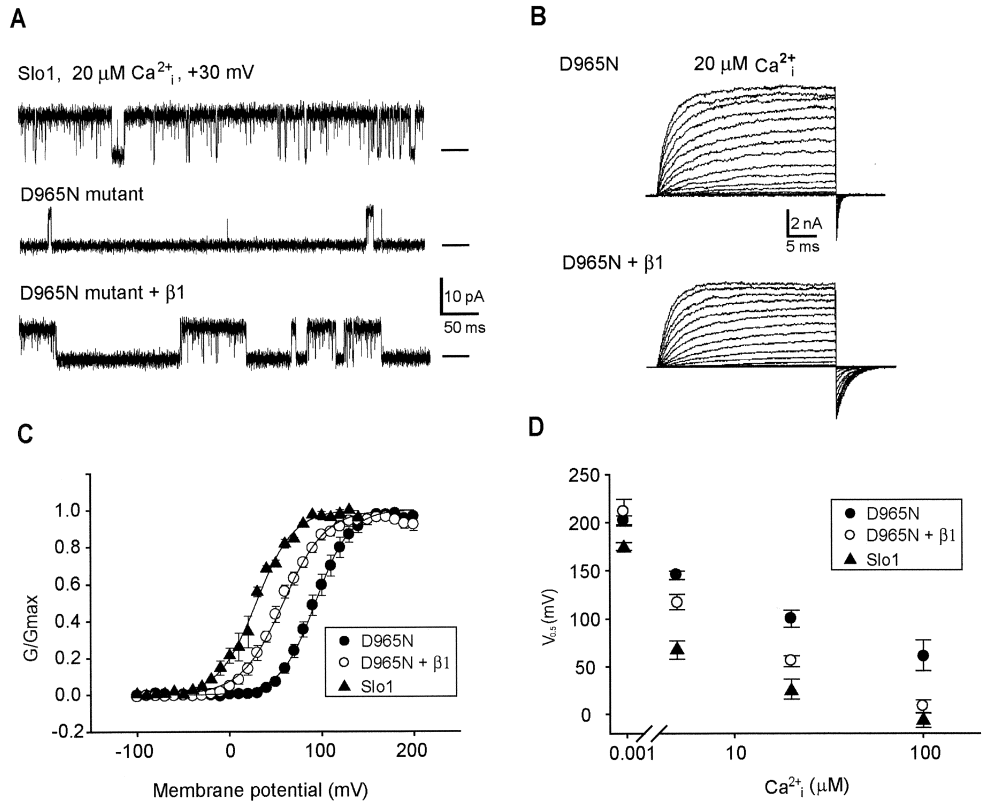 A
Slo1, 20 μM Ca²⁺ᵢ, +30 mV
D965N mutant
D965N mutant + β1
10 pA
50 ms
B
D965N 20 μM Ca²⁺ᵢ
2 nA
5 ms
D965N + β1
C
1.0
0.8
0.6
0.4
0.2
0.0
-0.2
G/Gmax
D965N
D965N + β1
Slo1
-100 0 100 200
Membrane potential (mV)
D
250
200
150
100
50
0
V₀.₅ (mV)
D965N
D965N + β1
Slo1
0.001 10 100
Ca²⁺ᵢ (μM)